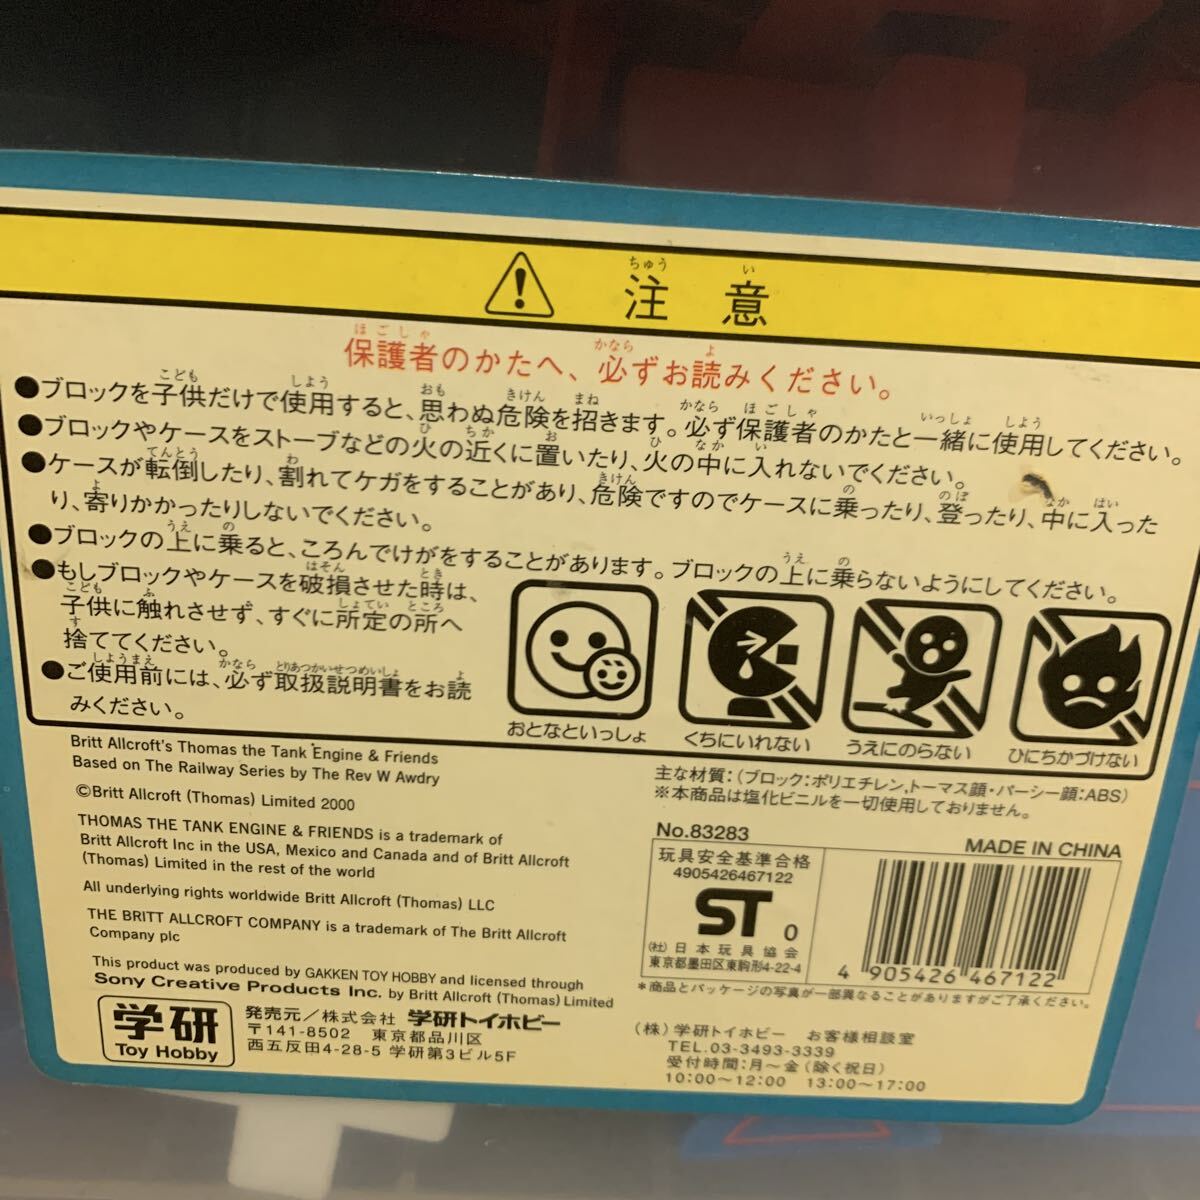 注意
保護者のかたへ、必ずお読みください。
●ブロックを子供だけで使用すると、思わぬ危険を招きます。必ず保護者のかたと一緒に使用してください。
●ブロックやケースをストーブなどの火の近くに置いたり、火の中に入れないでください。
●ケースが転倒したり、割れてケガをすることがあり、危険ですのでケースに乗ったり、登ったり、中に入った
り、寄りかかったりしないでください。
●ブロックの上に乗ると、ころんでけがをすることがあります。ブロックの上に乗らないようにしてください。
●もしブロックやケースを破損させた時は、
子供に触れさせず、すぐに所定の所へ
捨ててください。
●ご使用前には、必ず取扱説明書をお読
みください。
おとなといっしょ
くちにいれない
うえにのらない
ひにちかづけない
Britt Allcroft's Thomas the Tank Engine & Friends
Based on The Railway Series by The Rev W Awdry
©Britt Allcroft (Thomas) Limited 2000
THOMAS THE TANK ENGINE & FRIENDS is a trademark of
Britt Allcroft Inc in the USA, Mexico and Canada and of Britt Allcroft
(Thomas) Limited in the rest of the world
All underlying rights worldwide Britt Allcroft (Thomas) LLC
THE BRITT ALLCROFT COMPANY is a trademark of The Britt Allcroft
Company plc
This product was produced by GAKKEN TOY HOBBY and licensed through
Sony Creative Products Inc. by Britt Allcroft (Thomas) Limited
学研
Toy Hobby
発売元/株式会社 学研トイホビー
〒141-8502 東京都品川区
西五反田4-28-5 学研第3ビル5F
主な材質:(ブロック:ポリエチレン,トーマス顔・パーシー顔:ABS)
※本商品は塩化ビニルを一切使用しておりません。
No.83283
MADE IN CHINA
玩具安全基準合格
4905426467122
ST 0
(社)日本玩具協会
東京都墨田区東駒形4-22-4
4 905426 467122
*商品とパッケージの写真が一部異なることがありますがご了承ください。
(株)学研トイホビー お客様相談室
TEL.03-3493-3339
受付時間:月～金(除く祝日)
10:00～12:00 13:00～17:00